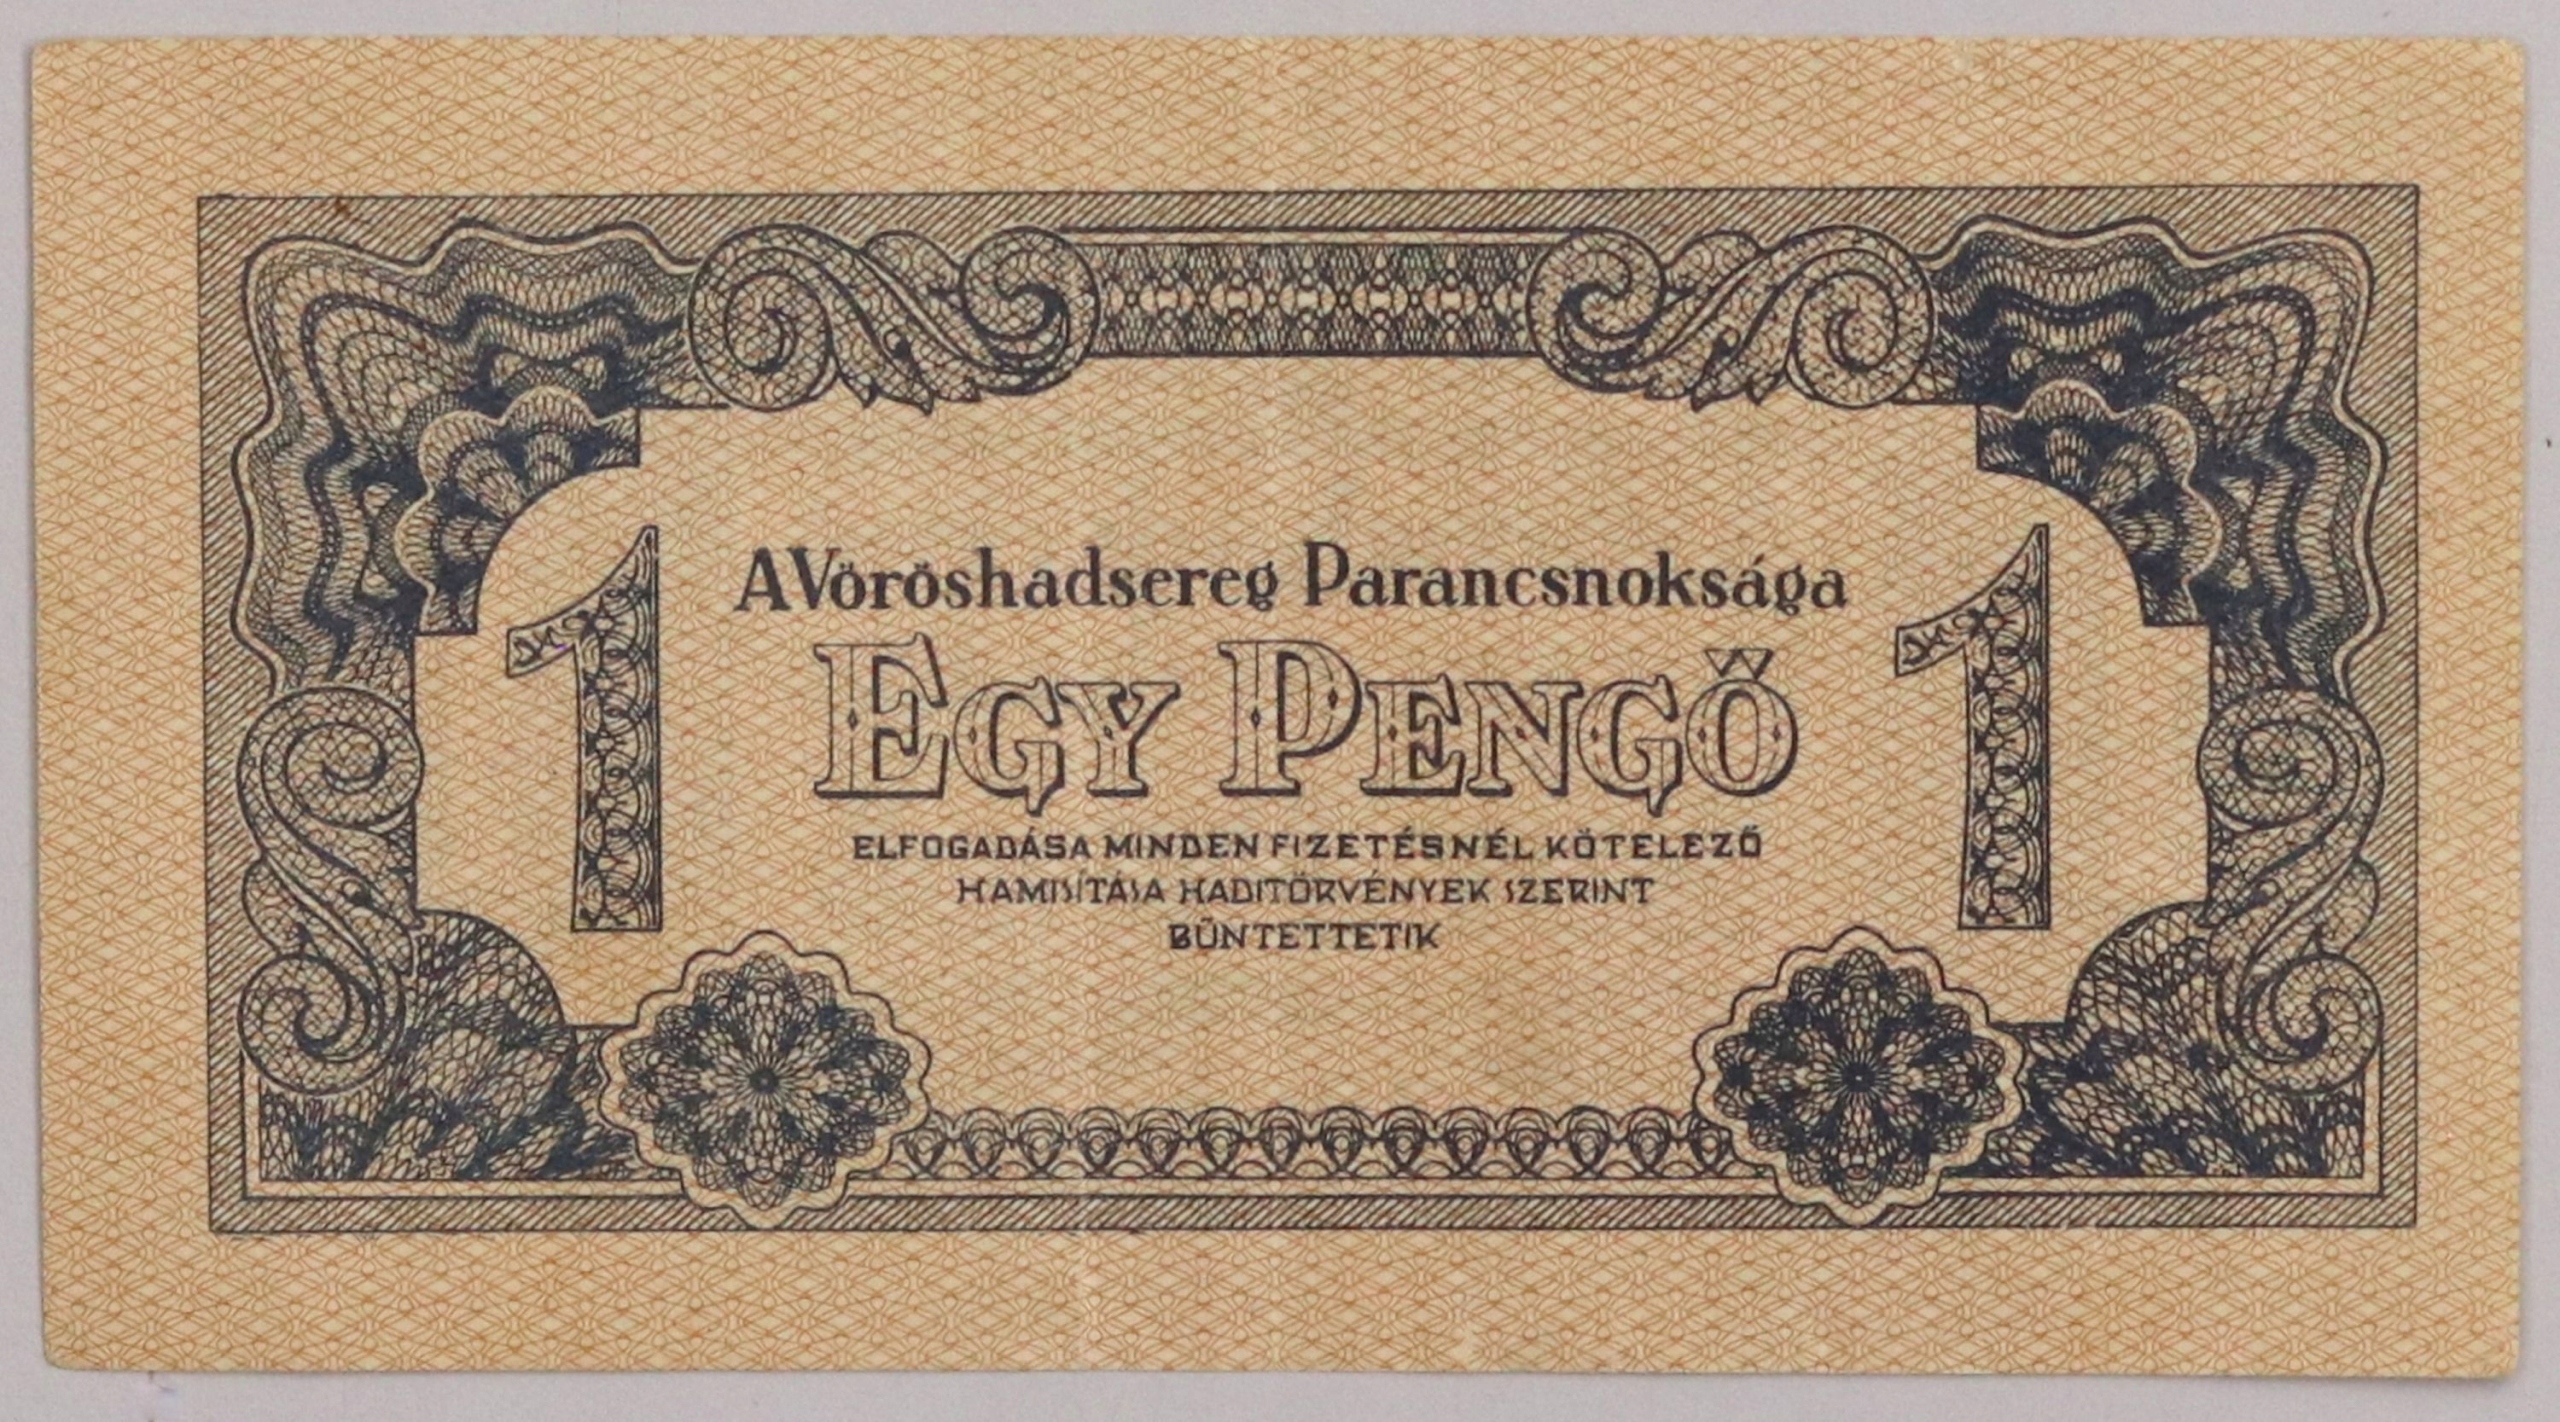 1
A Vöröshadsereg Parancsnoksága
1
EGY PENGŐ
ELFOGADÁSA MINDEN FIZETÉSNÉL KÖTELEZŐ
HAMISÍTÁSA HADITÖRVÉNYEK SZERINT
BÜNTETTETIK